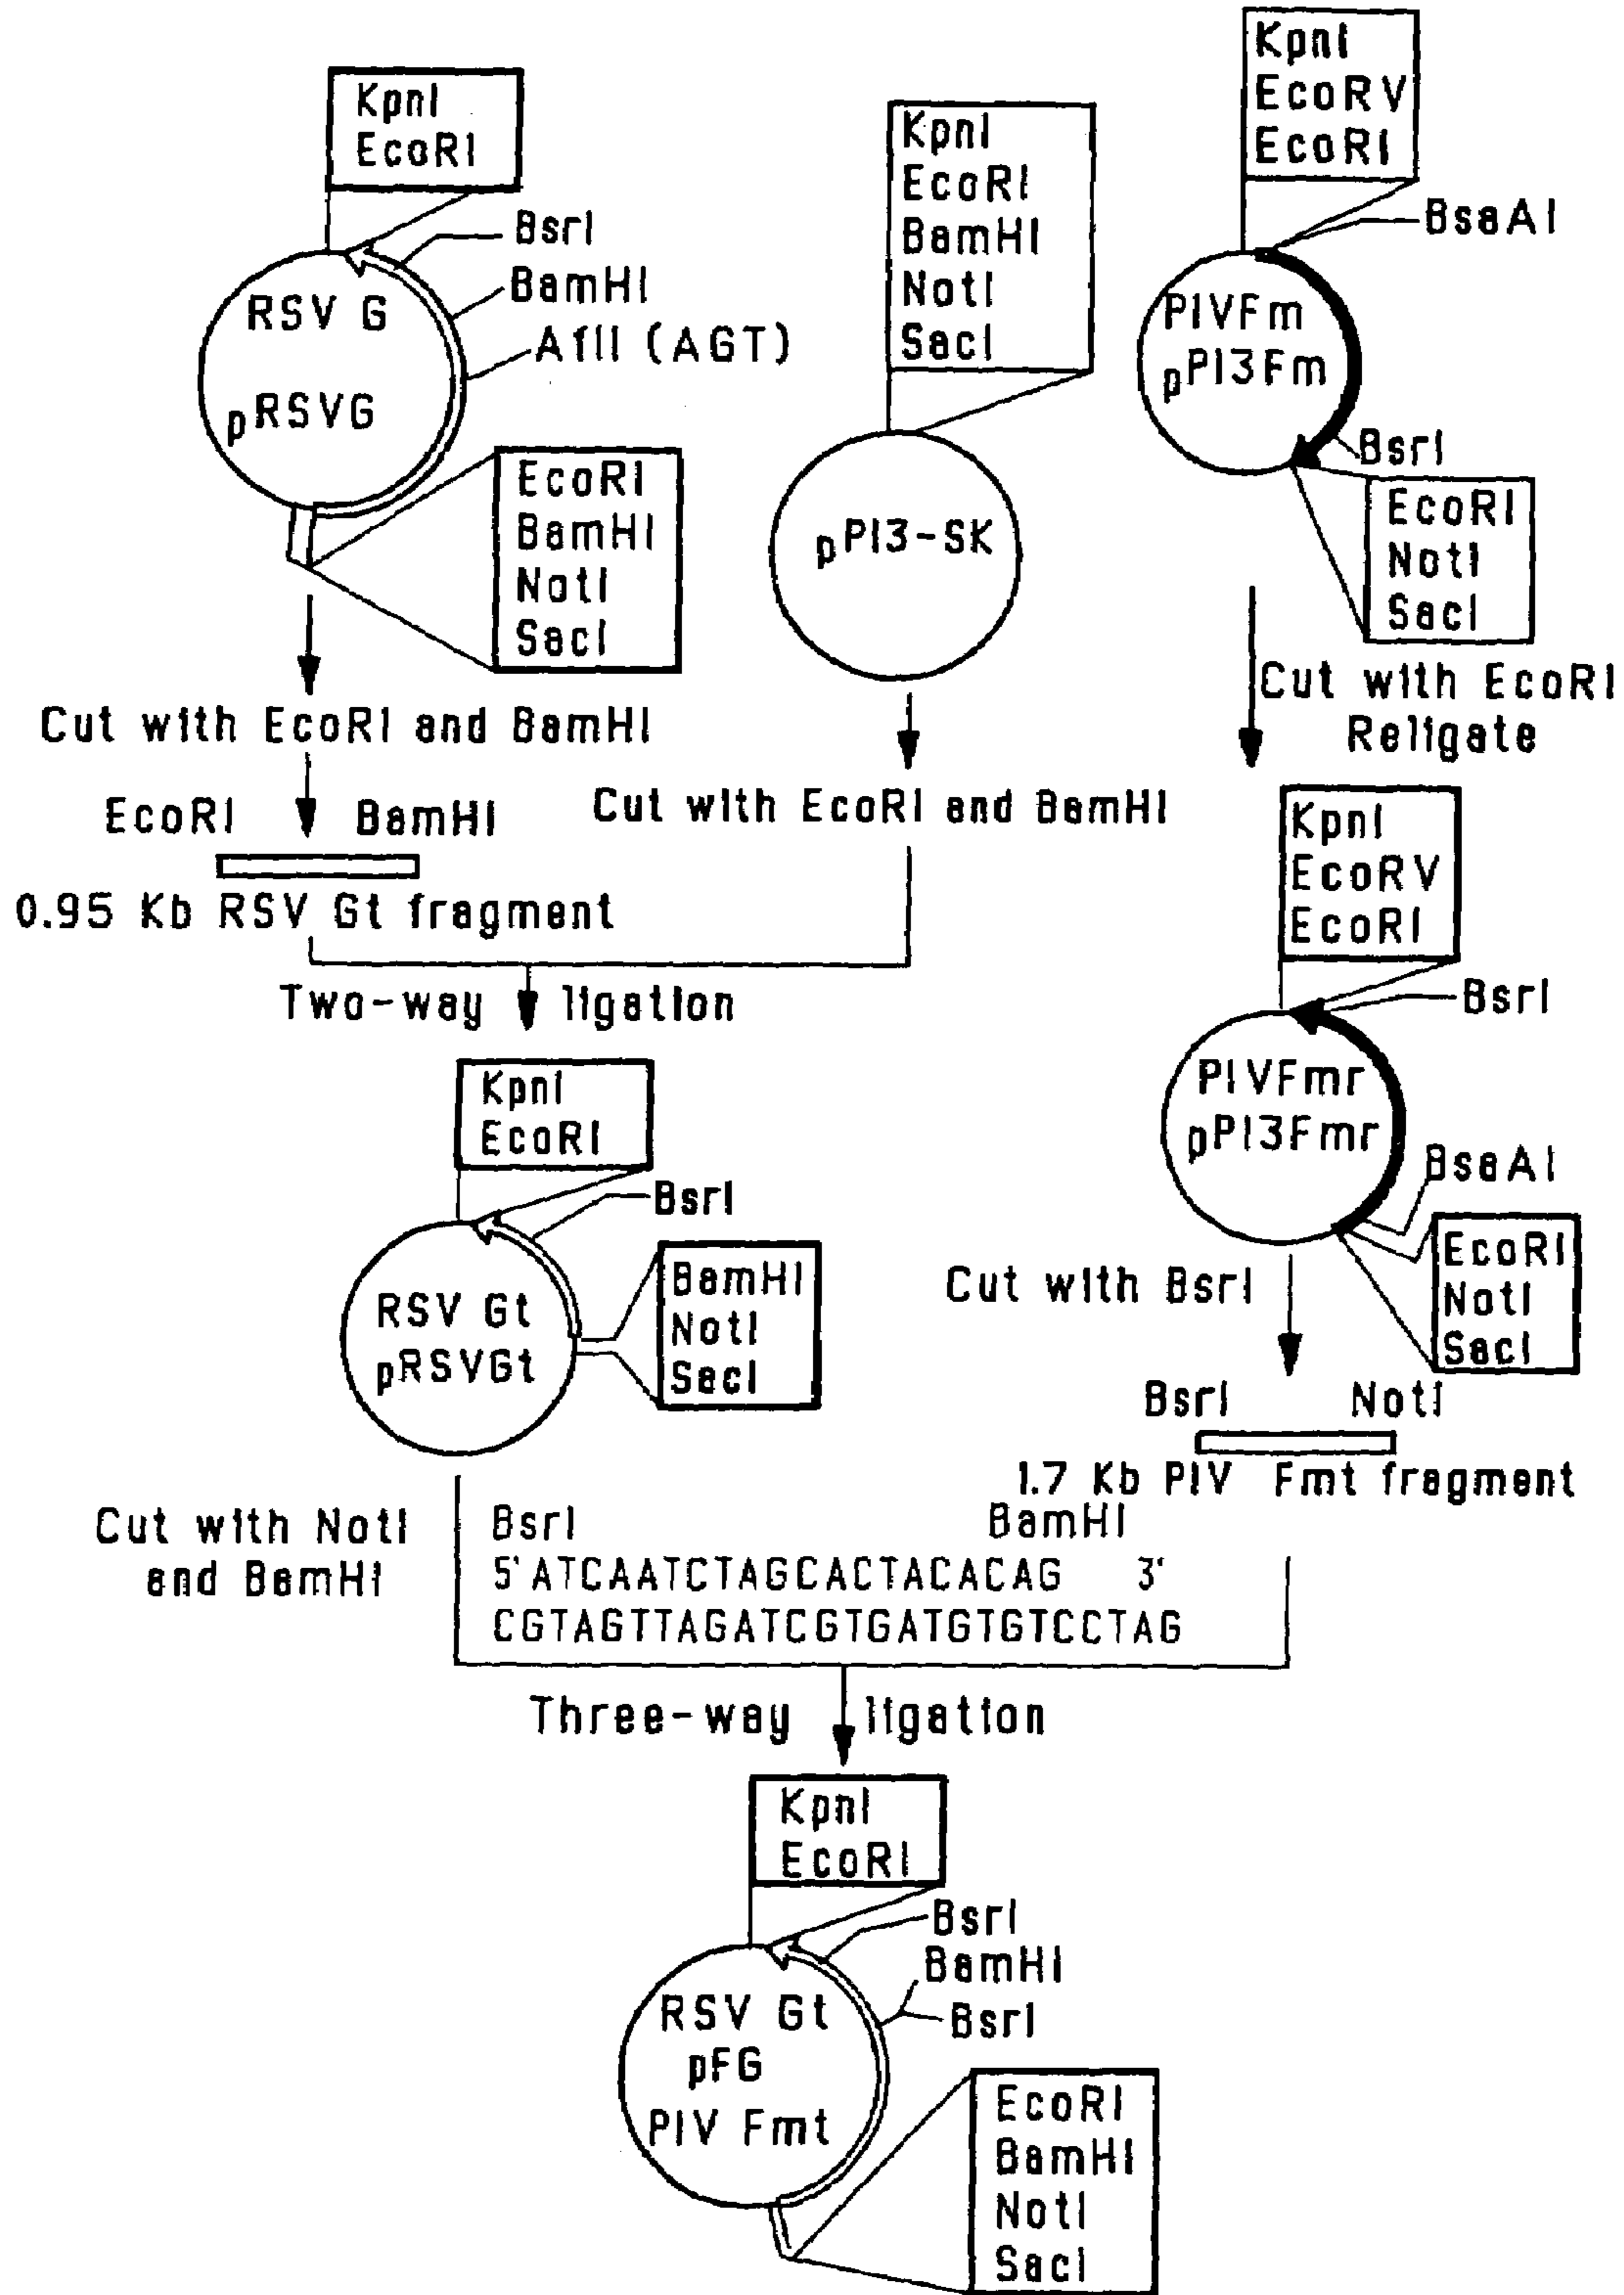 KpnI
EcoRI
BsrI
BamHI
AflII (AGT)
RSV G
pRSVG
EcoRI
BamHI
NotI
SacI
KpnI
EcoRI
BamHI
NotI
SacI
pPI3-SK
KpnI
EcoRV
EcoRI
BsaAI
PIVFm
pPI3Fm
BsrI
EcoRI
NotI
SacI
Cut with EcoRI and BamHI
EcoRI BamHI
0.95 Kb RSV Gt fragment
Cut with EcoRI and BamHI
Cut with EcoRI
Religate
Two-way ligation
KpnI
EcoRI
BsrI
RSV Gt
pRSVGt
BamHI
NotI
SacI
KpnI
EcoRV
EcoRI
BsrI
PIVFmr
pPI3Fmr
BsaAI
EcoRI
NotI
SacI
Cut with BsrI
BsrI NotI
1.7 Kb PIV Fmt fragment
Cut with NotI
and BamHI
BsrI BamHI
5'ATCAATCTAGCACTACACAG 3'
CGTAGTTAGATCGTGATGTGTCCTAG
Three-way ligation
KpnI
EcoRI
BsrI
BamHI
BsrI
RSV Gt
pFG
PIV Fmt
EcoRI
BamHI
NotI
SacI